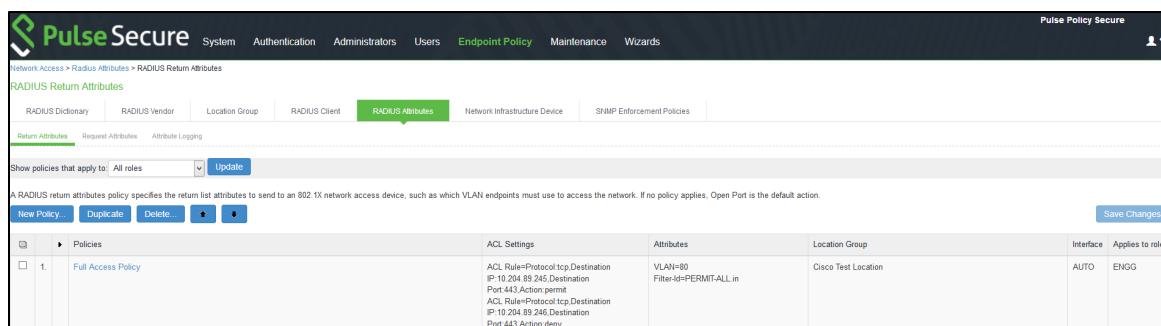 Pulse Policy Secure
Pulse Secure System Authentication Administrators Users Endpoint Policy Maintenance Wizards
Network Access > Radius Attributes > RADIUS Return Attributes
RADIUS Return Attributes
RADIUS Dictionary RADIUS Vendor Location Group RADIUS Client RADIUS Attributes Network Infrastructure Device SNMP Enforcement Policies
Return Attributes Request Attributes Attribute Logging
Show policies that apply to: All roles Update
A RADIUS return attributes policy specifies the return list attributes to send to an 802.1X network access device, such as which VLAN endpoints must use to access the network. If no policy applies, Open Port is the default action.
New Policy... Duplicate Delete... Save Changes
Policies ACL Settings Attributes Location Group Interface Applies to role
1. Full Access Policy ACL Rule=Protocol:tcp,Destination VLAN=80 Cisco Test Location AUTO ENGG
IP:10.204.89.245,Destination Filter-Id=PERMIT-ALL.in
Port:443,Action:permit
ACL Rule=Protocol:tcp,Destination
IP:10.204.89.246,Destination
Port:443,Action:deny